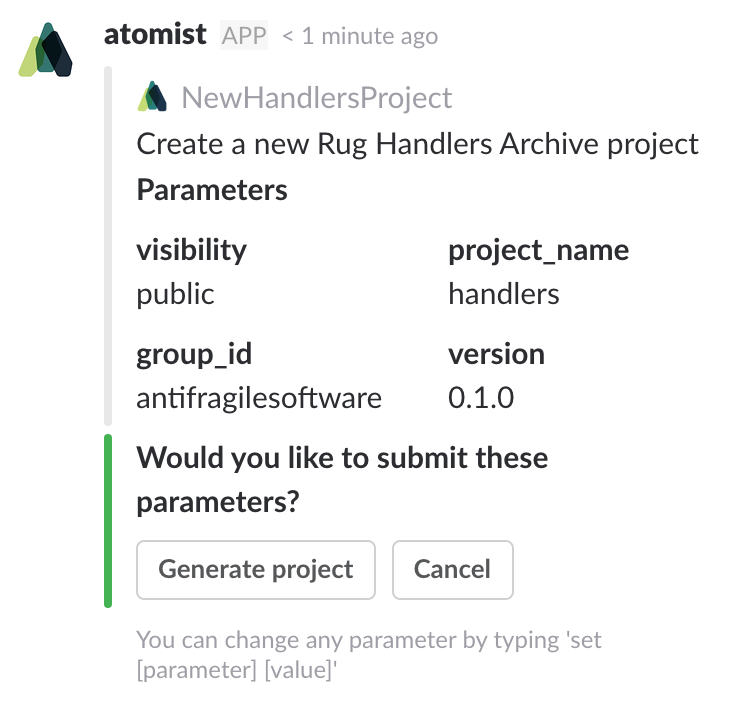 atomist APP < 1 minute ago
NewHandlersProject
Create a new Rug Handlers Archive project
Parameters
visibility project_name
public handlers
group_id version
antifragilesoftware 0.1.0
Would you like to submit these
parameters?
Generate project Cancel
You can change any parameter by typing 'set
[parameter] [value]'